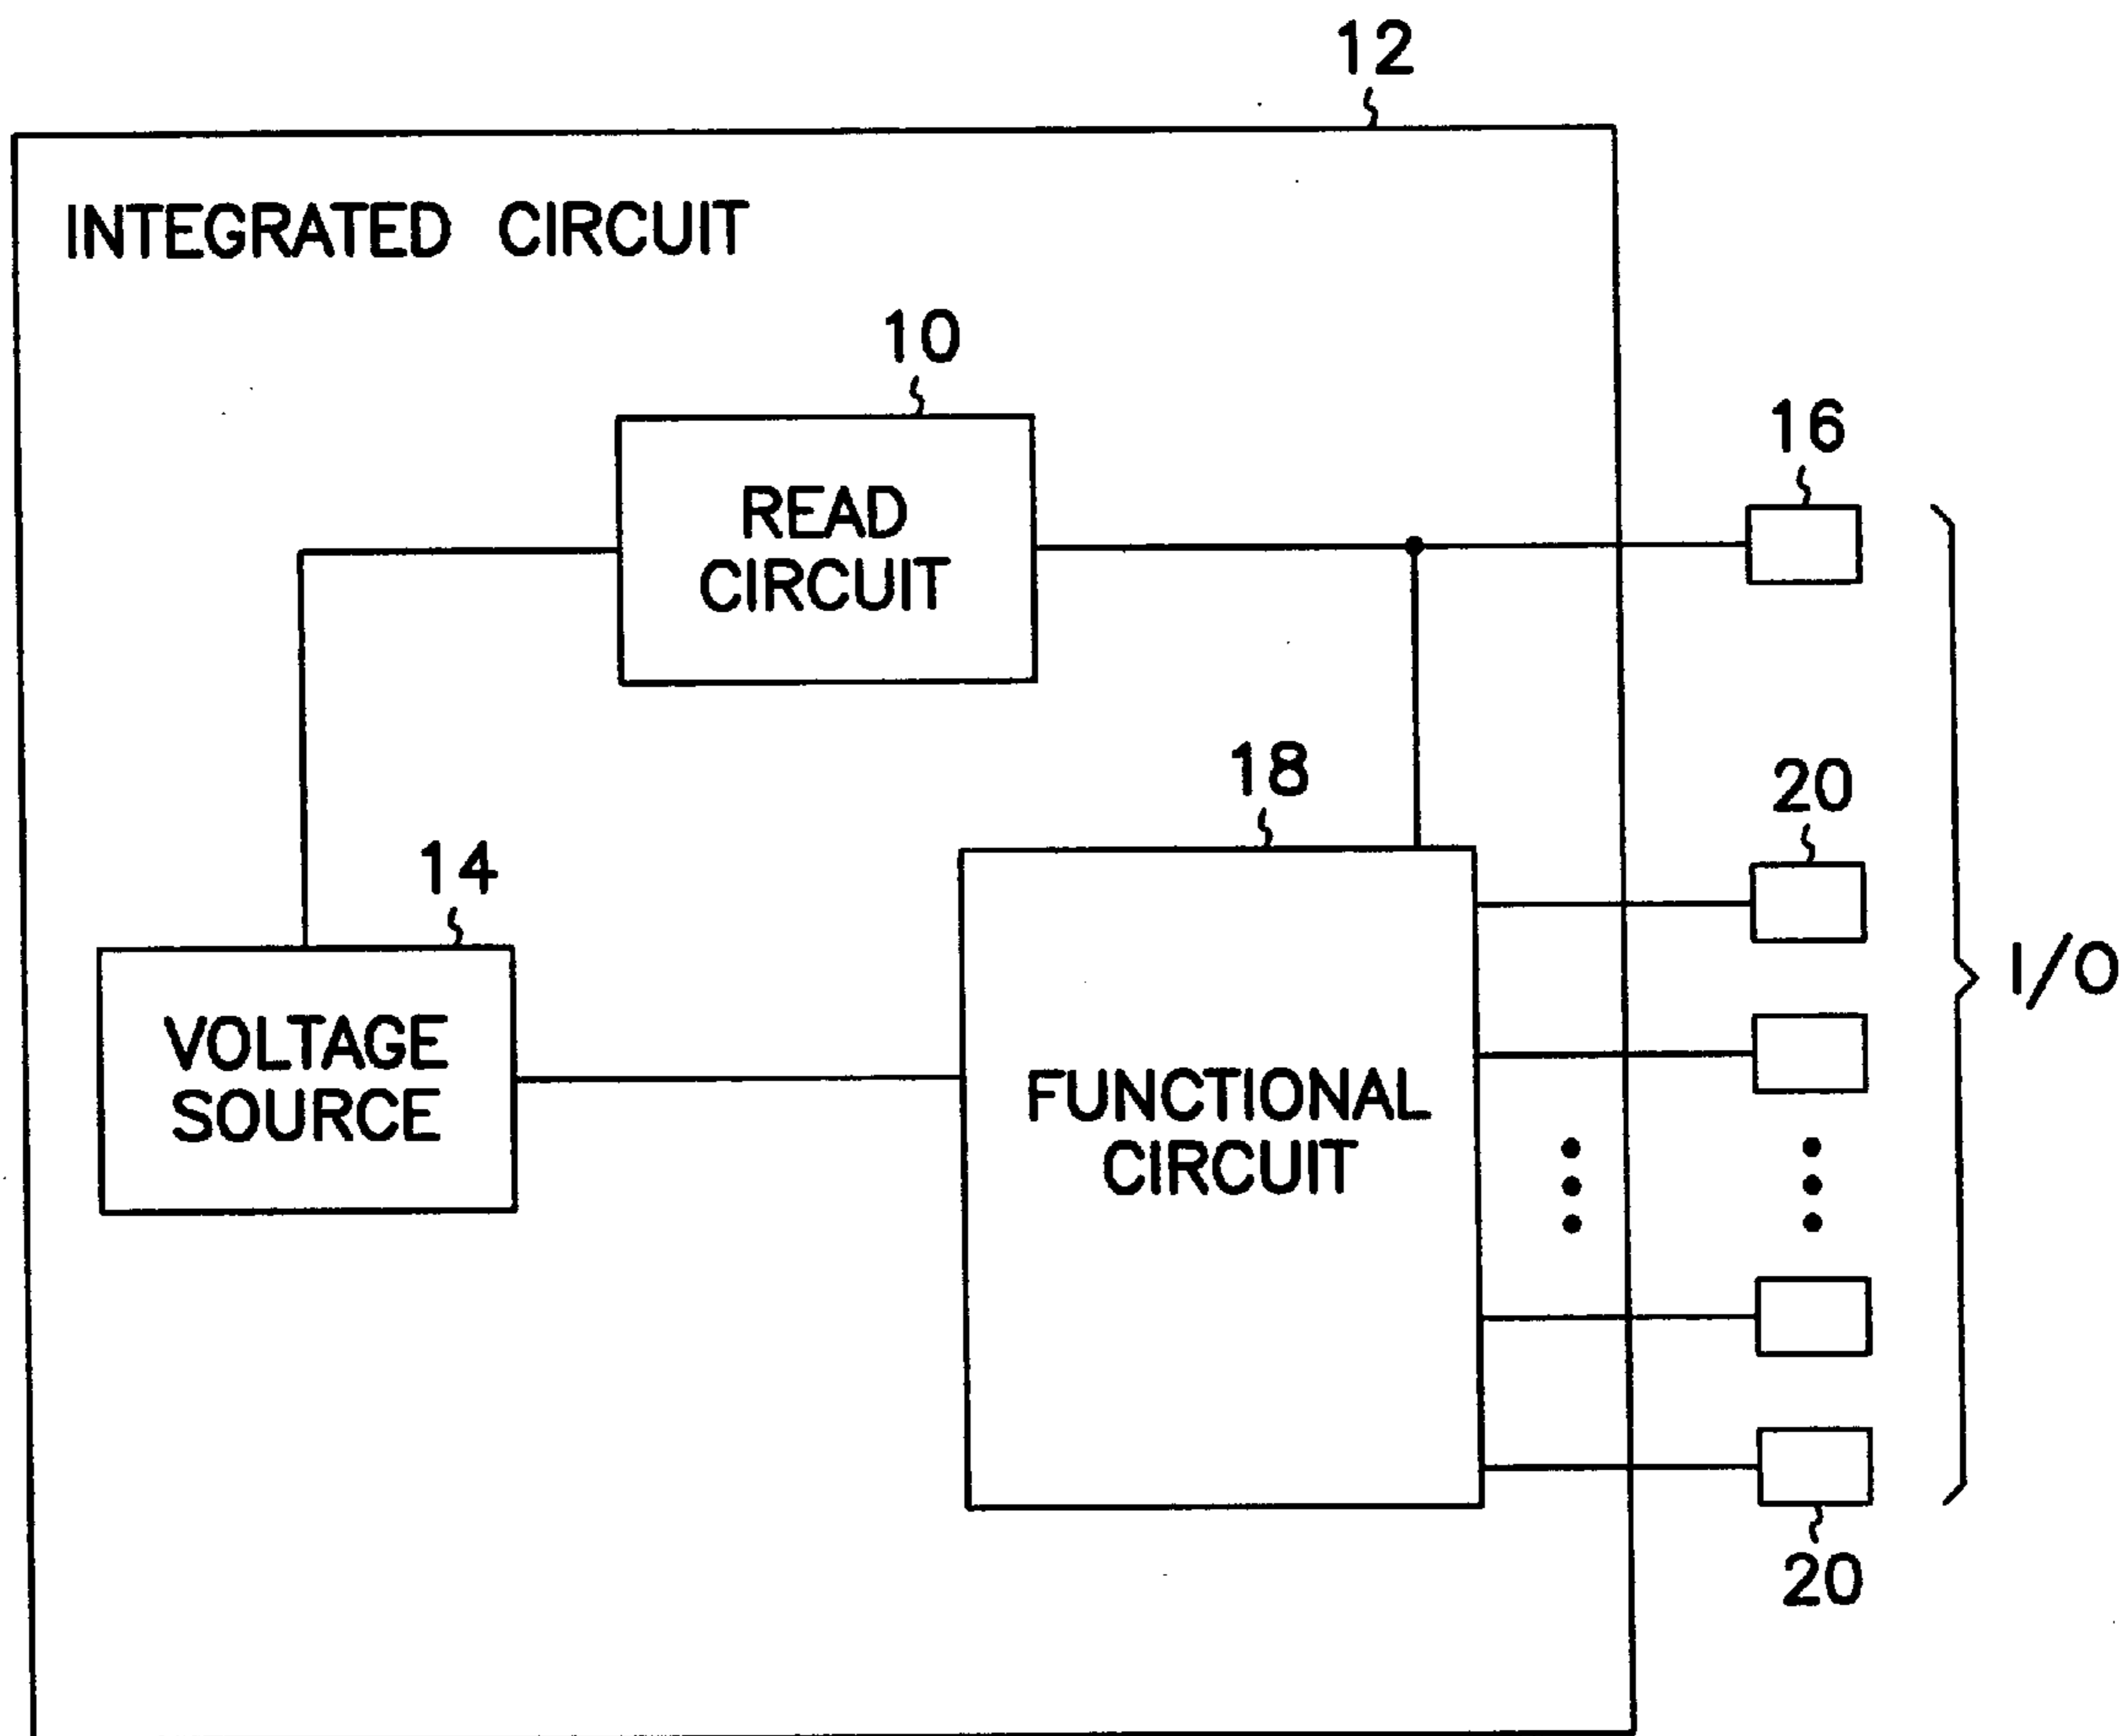 12
INTEGRATED CIRCUIT
10
READ
CIRCUIT
16
18
20
14
VOLTAGE
SOURCE
FUNCTIONAL
CIRCUIT
I/O
20